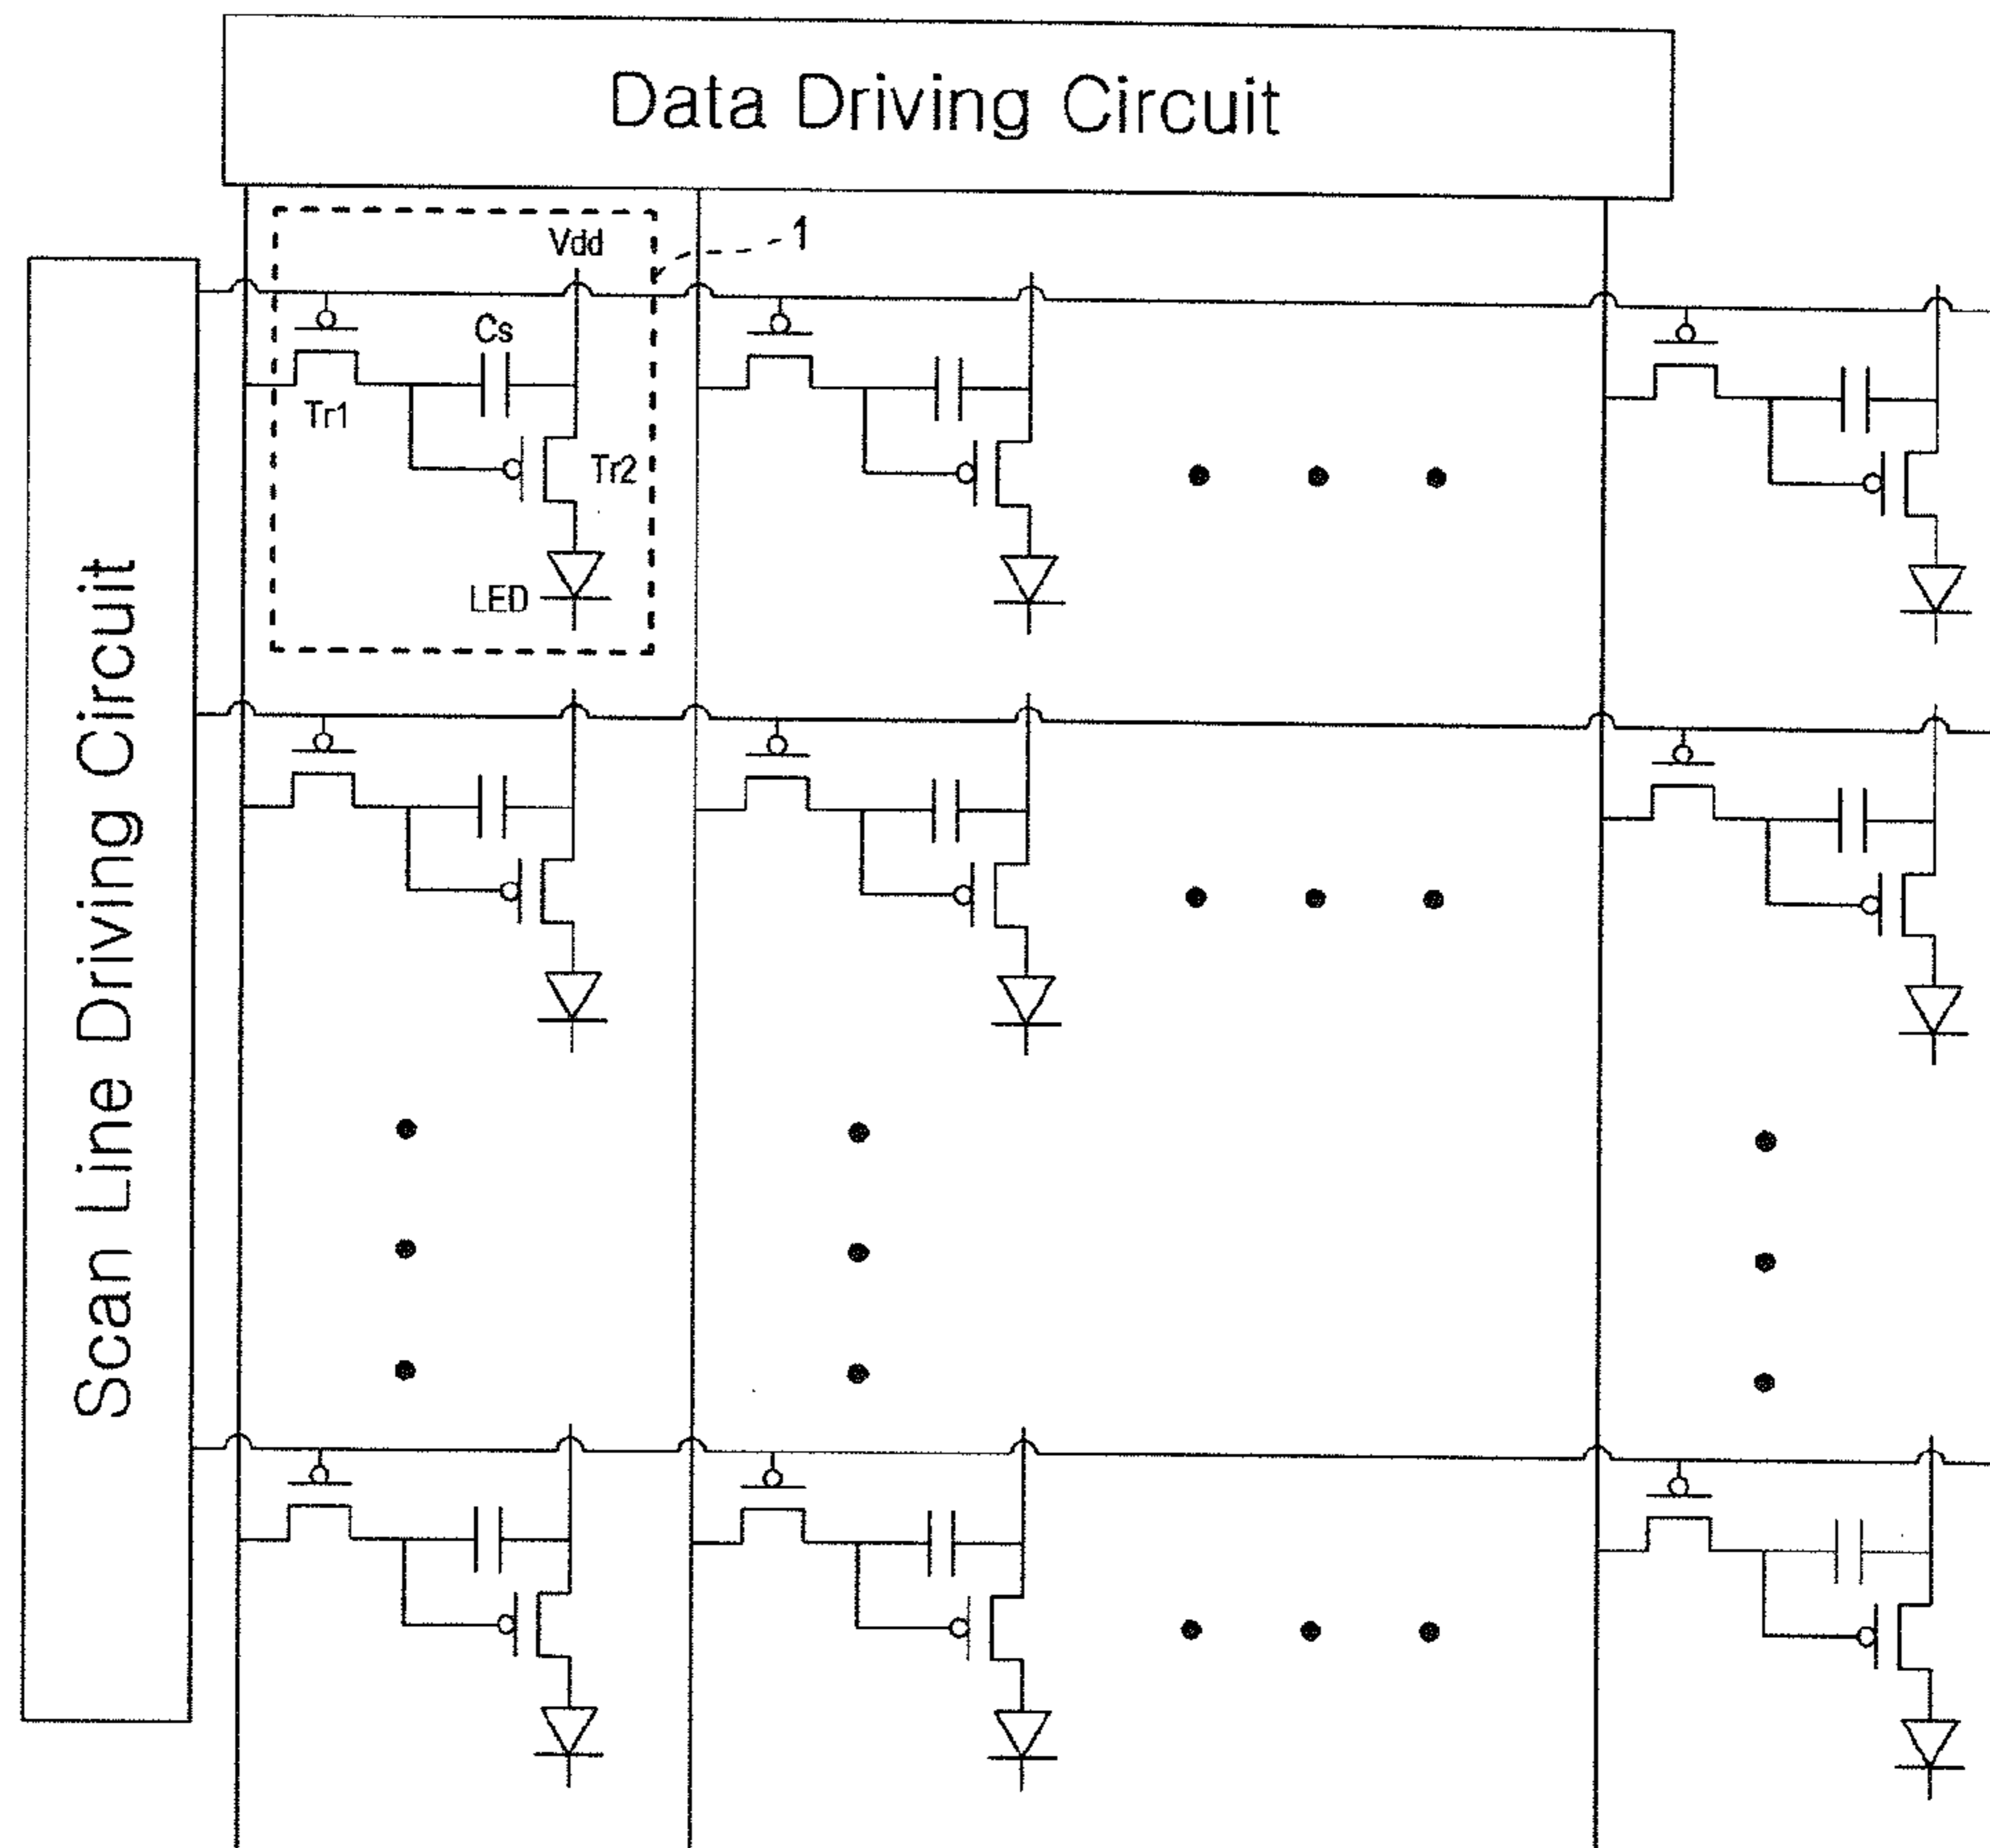 Data Driving Circuit
Scan Line Driving Circuit
Vdd
1
Cs
Tr1
Tr2
LED